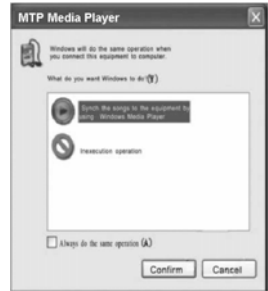 MTP Media Player
Windows will do the same operation when
you connect this equipment to computer.
What do you want Windows to do?(Y)
Synch the songs to the equipment by
using  Windows Media Player
Inexecution operation
Always do the same operation (A)
Confirm
Cancel